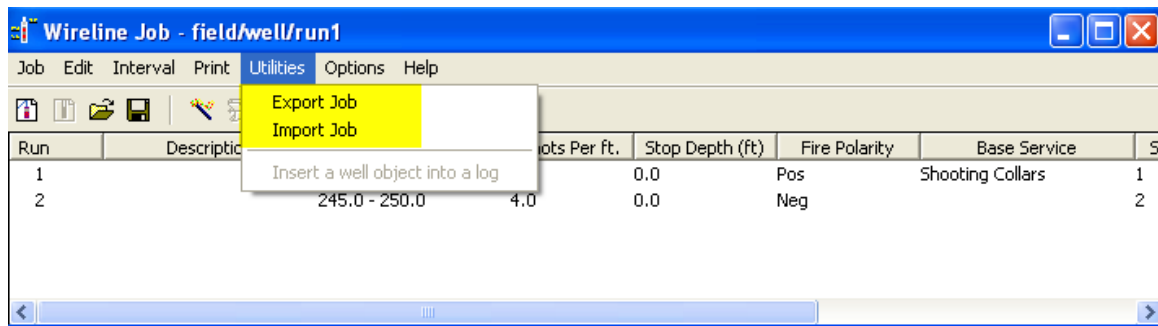 Wireline Job - field/well/run1
Job Edit Interval Print Utilities Options Help
Export Job
Import Job
Insert a well object into a log
Run Stop Depth (ft) Fire Polarity Base Service
Per ft.
1 0.0 Pos Shooting Collars 1
2 245.0 - 250.0 4.0 0.0 Neg 2